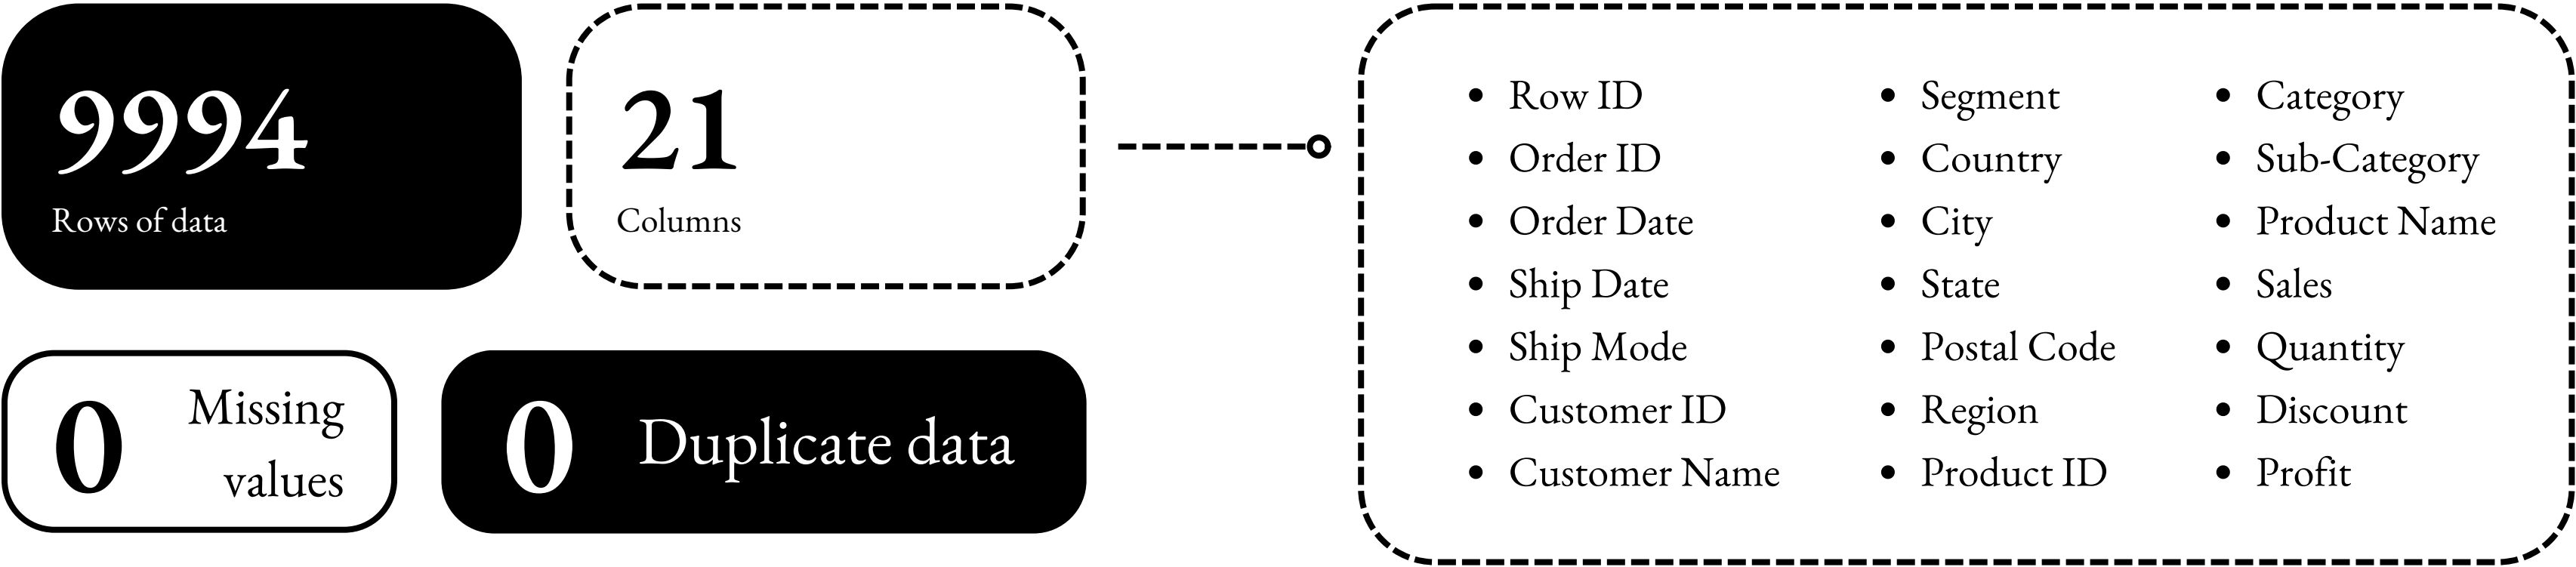 9994
Rows of data
21
Columns
0
Missing
values
0
Duplicate data
Row ID
Order ID
Order Date
Ship Date
Ship Mode
Customer ID
Customer Name
Segment
Country
City
State
Postal Code
Region
Product ID
Category
Sub-Category
Product Name
Sales
Quantity
Discount
Profit